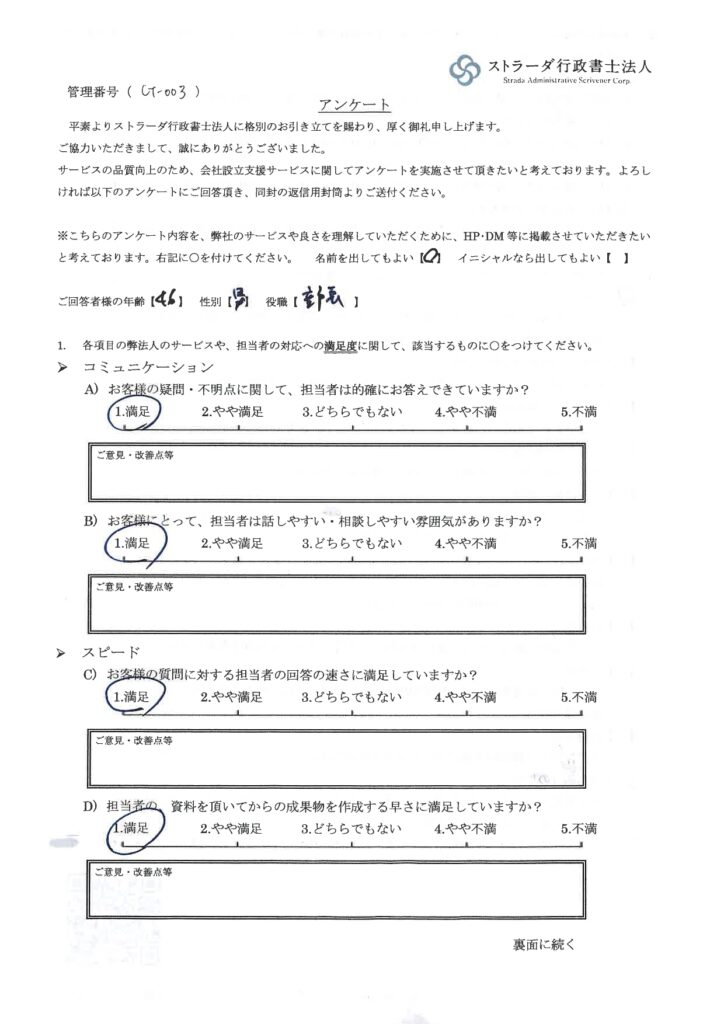 ストラーダ行政書士法人
Strada Administrative Scrivener Corp.
管理番号（ CT-003 ）
アンケート
平素よりストラーダ行政書士法人に格別のお引き立てを賜わり、厚く御礼申し上げます。
ご協力いただきまして、誠にありがとうございました。
サービスの品質向上のため、会社設立支援サービスに関してアンケートを実施させて頂きたいと考えております。よろし
ければ以下のアンケートにご回答頂き、同封の返信用封筒よりご送付ください。
※こちらのアンケート内容を、弊社のサービスや良さを理解していただくために、HP･DM 等に掲載させていただきたい
と考えております。右記に〇を付けてください。 名前を出してもよい【〇】 イニシャルなら出してもよい【 】
ご回答者様の年齢【46】 性別【男】 役職【部長】
1. 各項目の弊法人のサービスや、担当者の対応への満足度に関して、該当するものに〇をつけてください。
➢ コミュニケーション
A) お客様の疑問・不明点に関して、担当者は的確にお答えできていますか？
1.満足 2.やや満足 3.どちらでもない 4.やや不満 5.不満
ご意見・改善点等
B) お客様にとって、担当者は話しやすい・相談しやすい雰囲気がありますか？
1.満足 2.やや満足 3.どちらでもない 4.やや不満 5.不満
ご意見・改善点等
➢ スピード
C) お客様の質問に対する担当者の回答の速さに満足していますか？
1.満足 2.やや満足 3.どちらでもない 4.やや不満 5.不満
ご意見・改善点等
D) 担当者の、資料を頂いてからの成果物を作成する早さに満足していますか？
1.満足 2.やや満足 3.どちらでもない 4.やや不満 5.不満
ご意見・改善点等
裏面に続く